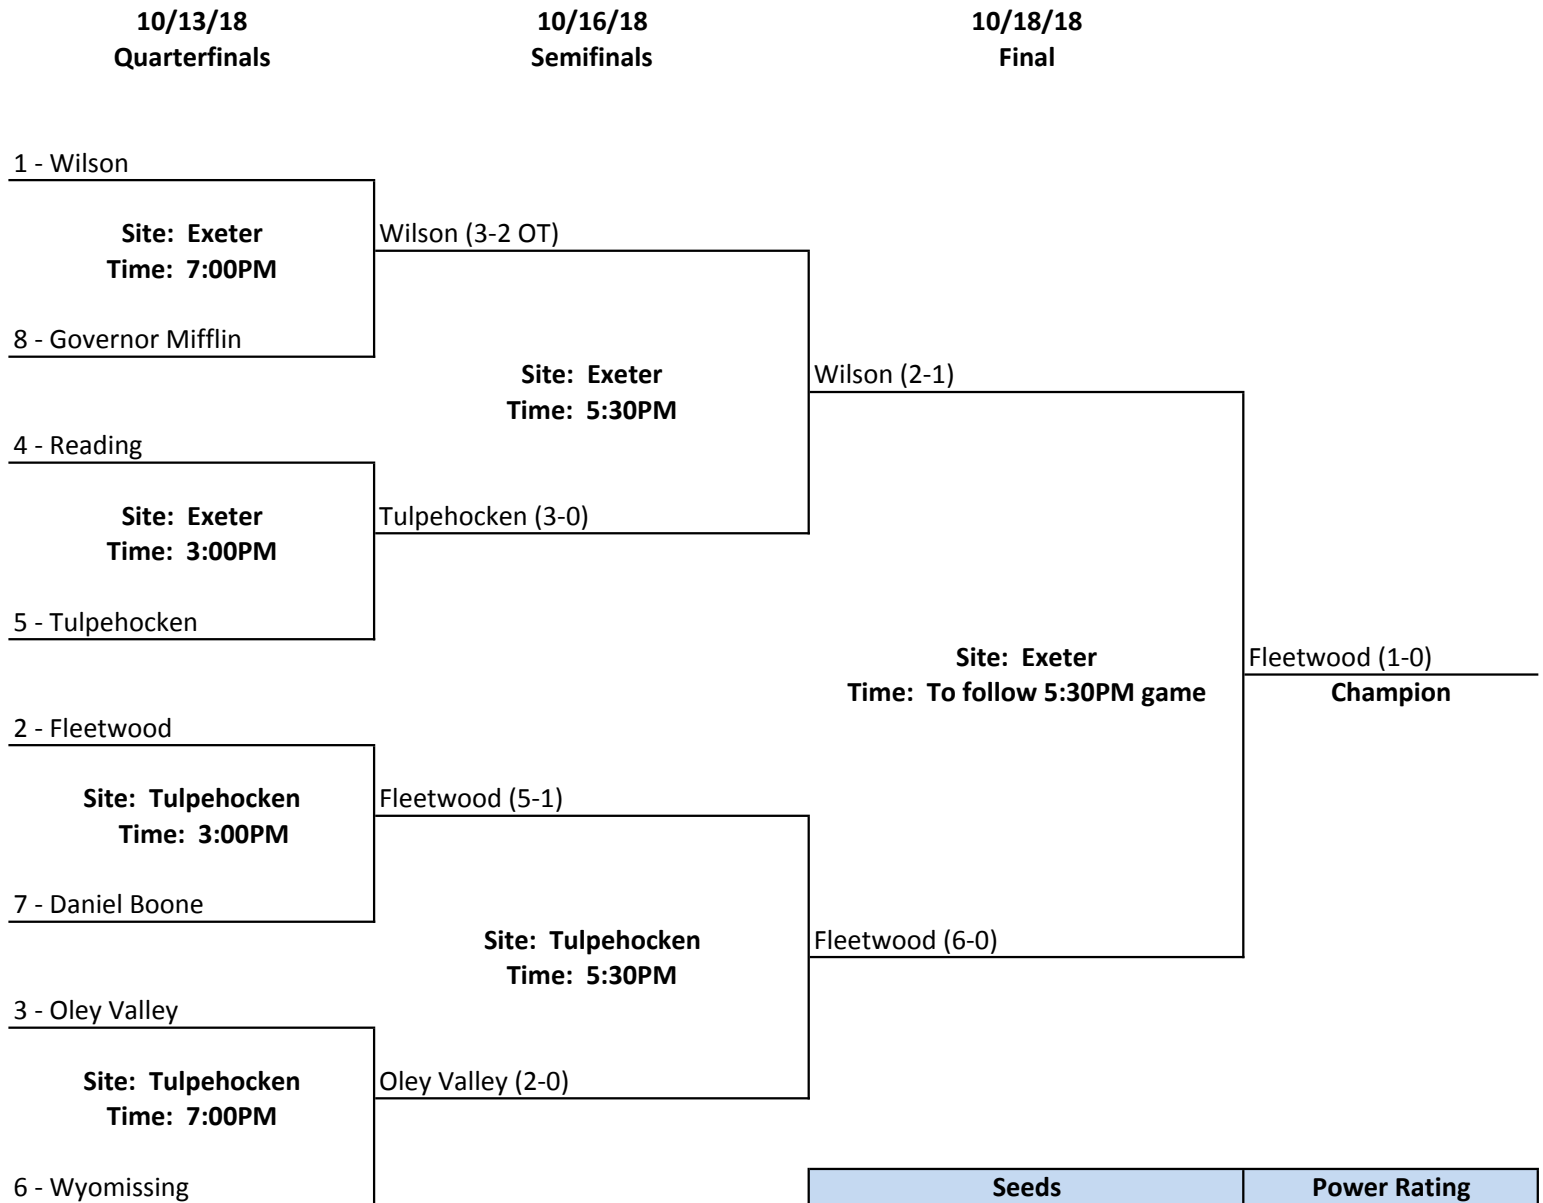 10/13/18 10/16/18 10/18/18
Quarterfinals Semifinals Final
1 - Wilson
Site: Exeter Wilson (3-2 OT)
Time: 7:00PM
8 - Governor Mifflin
Site: Exeter Wilson (2-1)
Time: 5:30PM
4 - Reading
Site: Exeter Tulpehocken (3-0)
Time: 3:00PM
5 - Tulpehocken
Site: Exeter Fleetwood (1-0)
Time: To follow 5:30PM game Champion
2 - Fleetwood
Site: Tulpehocken Fleetwood (5-1)
Time: 3:00PM
7 - Daniel Boone
Site: Tulpehocken Fleetwood (6-0)
Time: 5:30PM
3 - Oley Valley
Site: Tulpehocken Oley Valley (2-0)
Time: 7:00PM
6 - Wyomissing Seeds Power Rating